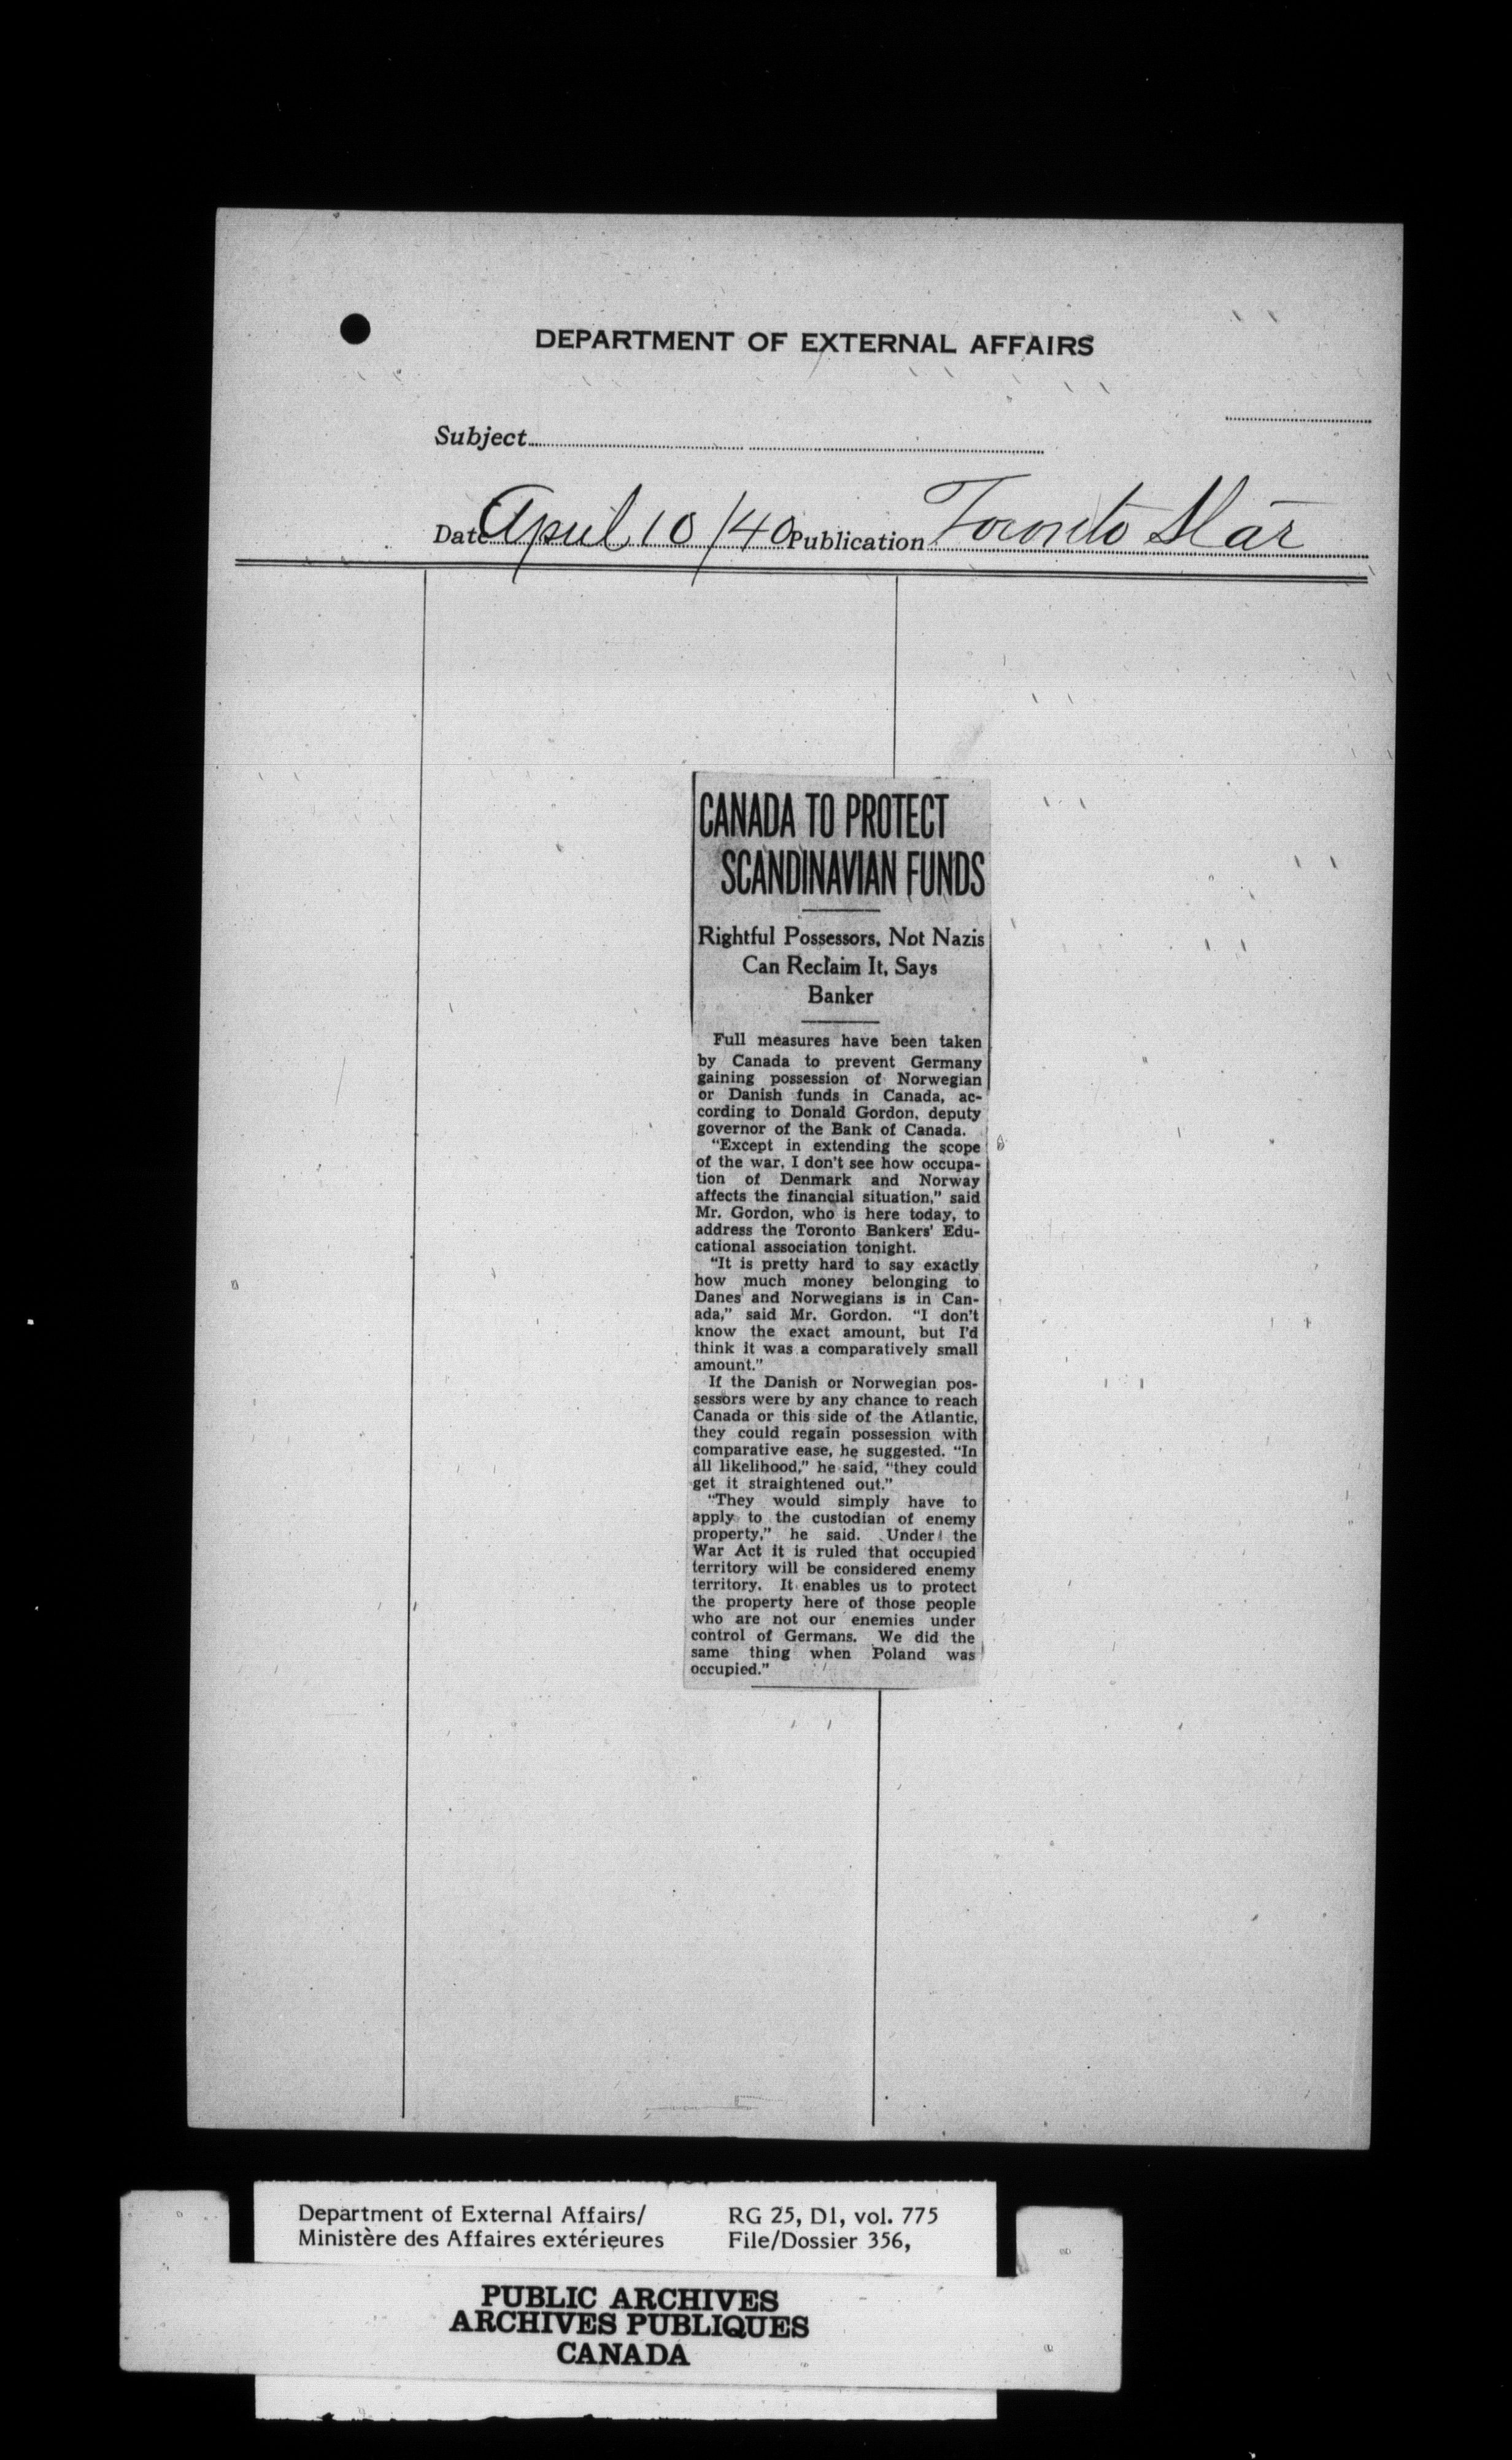 DEPARTMENT OF EXTERNAL AFFAIRS
Subject
Date April 10/40 Publication Toronto Star
CANADA TO PROTECT
SCANDINAVIAN FUNDS
Rightful Possessors, Not Nazis
Can Reclaim It, Says
Banker
Full measures have been taken
by Canada to prevent Germany
gaining possession of Norwegian
or Danish funds in Canada, ac-
cording to Donald Gordon, deputy
governor of the Bank of Canada.
"Except in extending the scope
of the war, I don't see how occupa-
tion of Denmark and Norway
affects the financial situation," said
Mr. Gordon, who is here today, to
address the Toronto Bankers' Edu-
cational association tonight.
"It is pretty hard to say exactly
how much money belonging to
Danes and Norwegians is in Can-
ada," said Mr. Gordon. "I don't
know the exact amount, but I'd
think it was a comparatively small
amount."
If the Danish or Norwegian pos-
sessors were by any chance to reach
Canada or this side of the Atlantic,
they could regain possession with
comparative ease, he suggested. "In
all likelihood," he said, "they could
get it straightened out."
"They would simply have to
apply to the custodian of enemy
property," he said. Under the
War Act it is ruled that occupied
territory will be considered enemy
territory. It enables us to protect
the property here of those people
who are not our enemies under
control of Germans. We did the
same thing when Poland was
occupied."
Department of External Affairs/ RG 25, D1, vol. 775
Ministère des Affaires extérieures File/Dossier 356,
PUBLIC ARCHIVES
ARCHIVES PUBLIQUES
CANADA